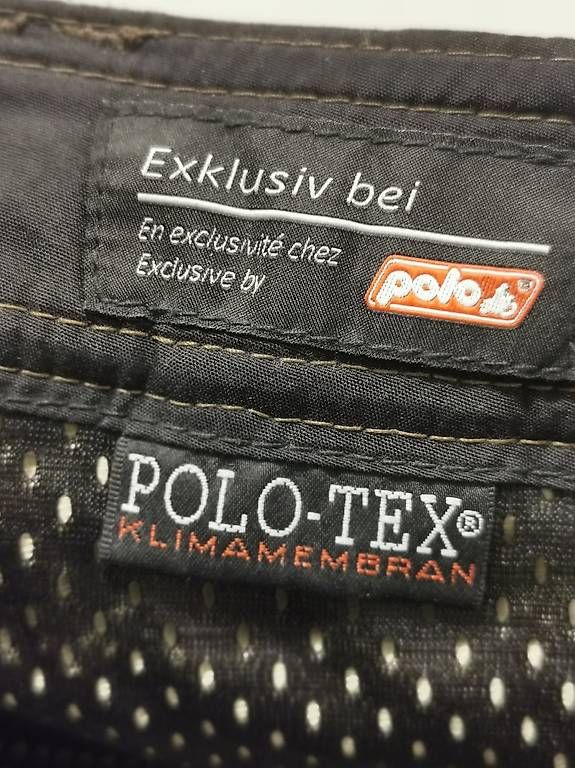 Exklusiv bei
En exclusivité chez
Exclusive by
polo
POLO-TEX®
KLIMAMEMBRAN